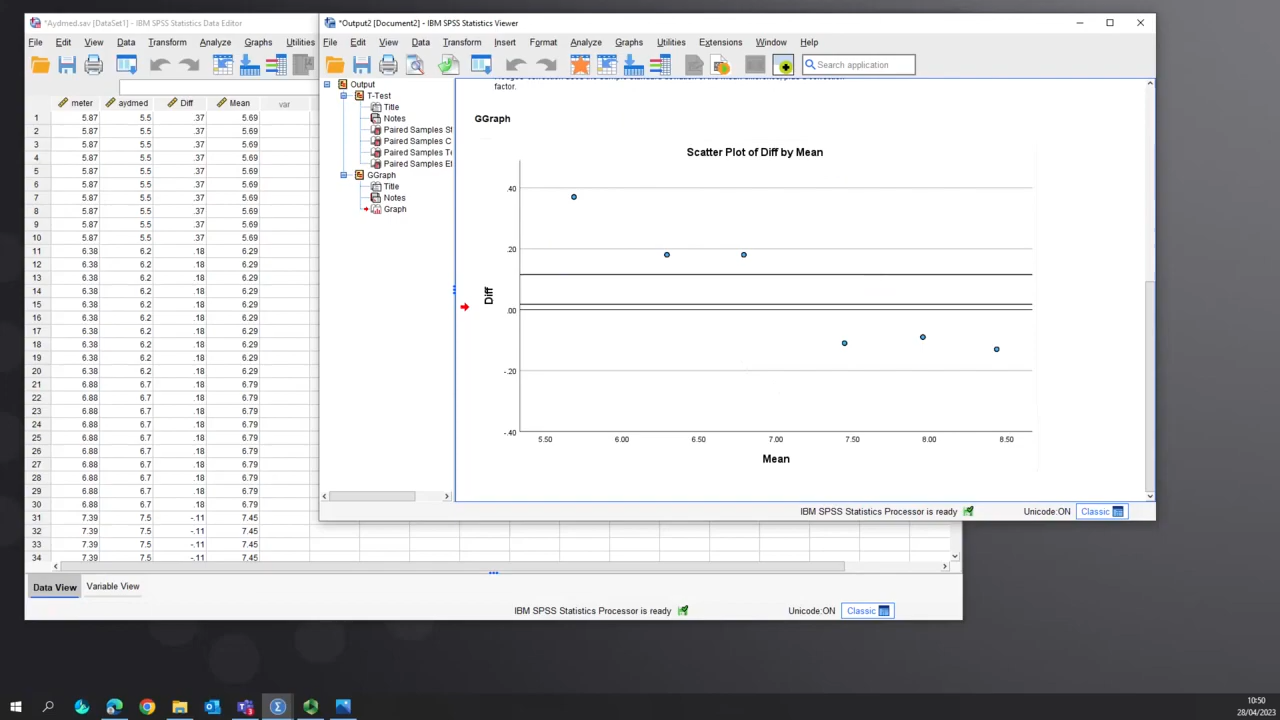 *Aydmed.sav [DataSet1] - IBM SPSS Statistics Data Editor
File Edit View Data Transform Analyze Graphs Utilities
meter aydmed Diff Mean var
1 5.87 5.5 .37 5.69
2 5.87 5.5 .37 5.69
3 5.87 5.5 .37 5.69
4 5.87 5.5 .37 5.69
5 5.87 5.5 .37 5.69
6 5.87 5.5 .37 5.69
7 5.87 5.5 .37 5.69
8 5.87 5.5 .37 5.69
9 5.87 5.5 .37 5.69
10 5.87 5.5 .37 5.69
11 6.38 6.2 .18 6.29
12 6.38 6.2 .18 6.29
13 6.38 6.2 .18 6.29
14 6.38 6.2 .18 6.29
15 6.38 6.2 .18 6.29
16 6.38 6.2 .18 6.29
17 6.38 6.2 .18 6.29
18 6.38 6.2 .18 6.29
19 6.38 6.2 .18 6.29
20 6.38 6.2 .18 6.29
21 6.88 6.7 .18 6.79
22 6.88 6.7 .18 6.79
23 6.88 6.7 .18 6.79
24 6.88 6.7 .18 6.79
25 6.88 6.7 .18 6.79
26 6.88 6.7 .18 6.79
27 6.88 6.7 .18 6.79
28 6.88 6.7 .18 6.79
29 6.88 6.7 .18 6.79
30 6.88 6.7 .18 6.79
31 7.39 7.5 -.11 7.45
32 7.39 7.5 -.11 7.45
33 7.39 7.5 -.11 7.45
34 7.39 7.5 -.11 7.45
Data View Variable View
IBM SPSS Statistics Processor is ready Unicode:ON Classic
*Output2 [Document2] - IBM SPSS Statistics Viewer
File Edit View Data Transform Insert Format Analyze Graphs Utilities Extensions Window Help
Search application
Output
T-Test
Title
Notes
Paired Samples St
Paired Samples C
Paired Samples Te
Paired Samples Ef
GGraph
Title
Notes
Graph
factor.
GGraph
Scatter Plot of Diff by Mean
.40
.20
.00
-.20
-.40
Diff
5.50 6.00 6.50 7.00 7.50 8.00 8.50
Mean
IBM SPSS Statistics Processor is ready Unicode:ON Classic
10:50
28/04/2023